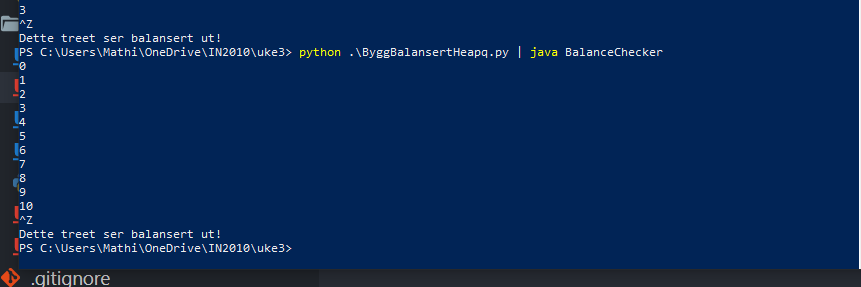 3
^Z
Dette treet ser balansert ut!
PS C:\Users\Mathi\OneDrive\IN2010\uke3> python .\ByggBalansertHeapq.py | java BalanceChecker
0
1
2
3
4
5
6
7
8
9
10
^Z
Dette treet ser balansert ut!
PS C:\Users\Mathi\OneDrive\IN2010\uke3>
.gitignore